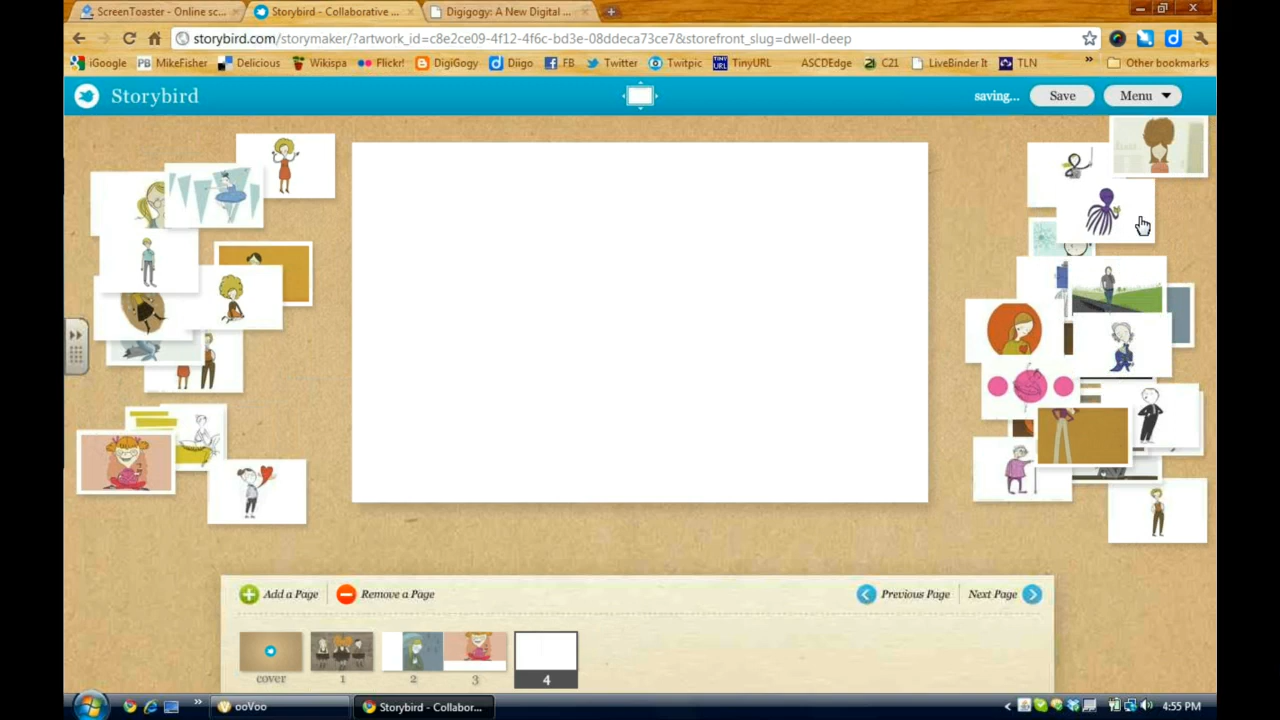 ScreenToaster - Online sc...
Storybird - Collaborative ...
Digigogy: A New Digital ...
storybird.com/storymaker/?artwork_id=c8e2ce09-4f12-4f6c-bd3e-08ddeca73ce7&storefront_slug=dwell-deep
iGoogle
PB MikeFisher
Delicious
Wikispa
Flickr!
DigiGogy
Diigo
FB
Twitter
Twitpic
TINY URL TinyURL
ASCDEdge
C21
LiveBinder It
TLN
»
Other bookmarks
Storybird
saving...
Save
Menu
Add a Page
Remove a Page
Previous Page
Next Page
cover
1
2
3
4
ooVoo
Storybird - Collabor...
4:55 PM